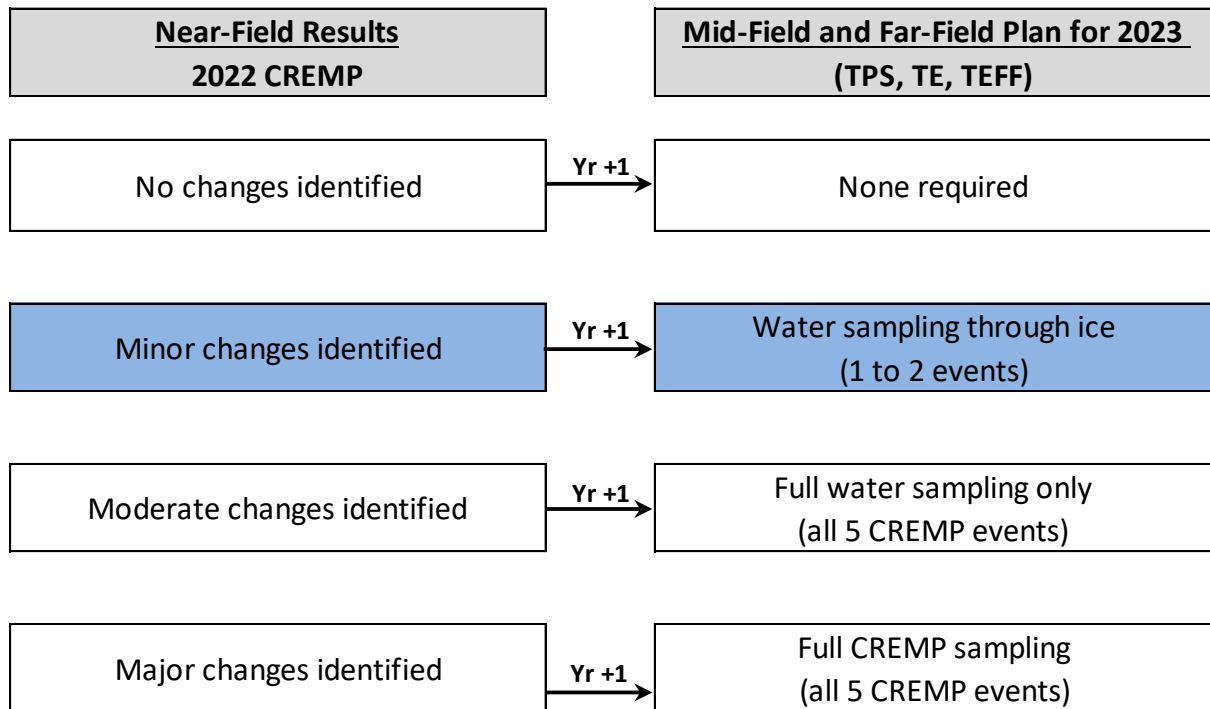 Near-Field Results
2022 CREMP
Mid-Field and Far-Field Plan for 2023
(TPS, TE, TEFF)
No changes identified
Yr +1
None required
Minor changes identified
Yr +1
Water sampling through ice
(1 to 2 events)
Moderate changes identified
Yr +1
Full water sampling only
(all 5 CREMP events)
Major changes identified
Yr +1
Full CREMP sampling
(all 5 CREMP events)